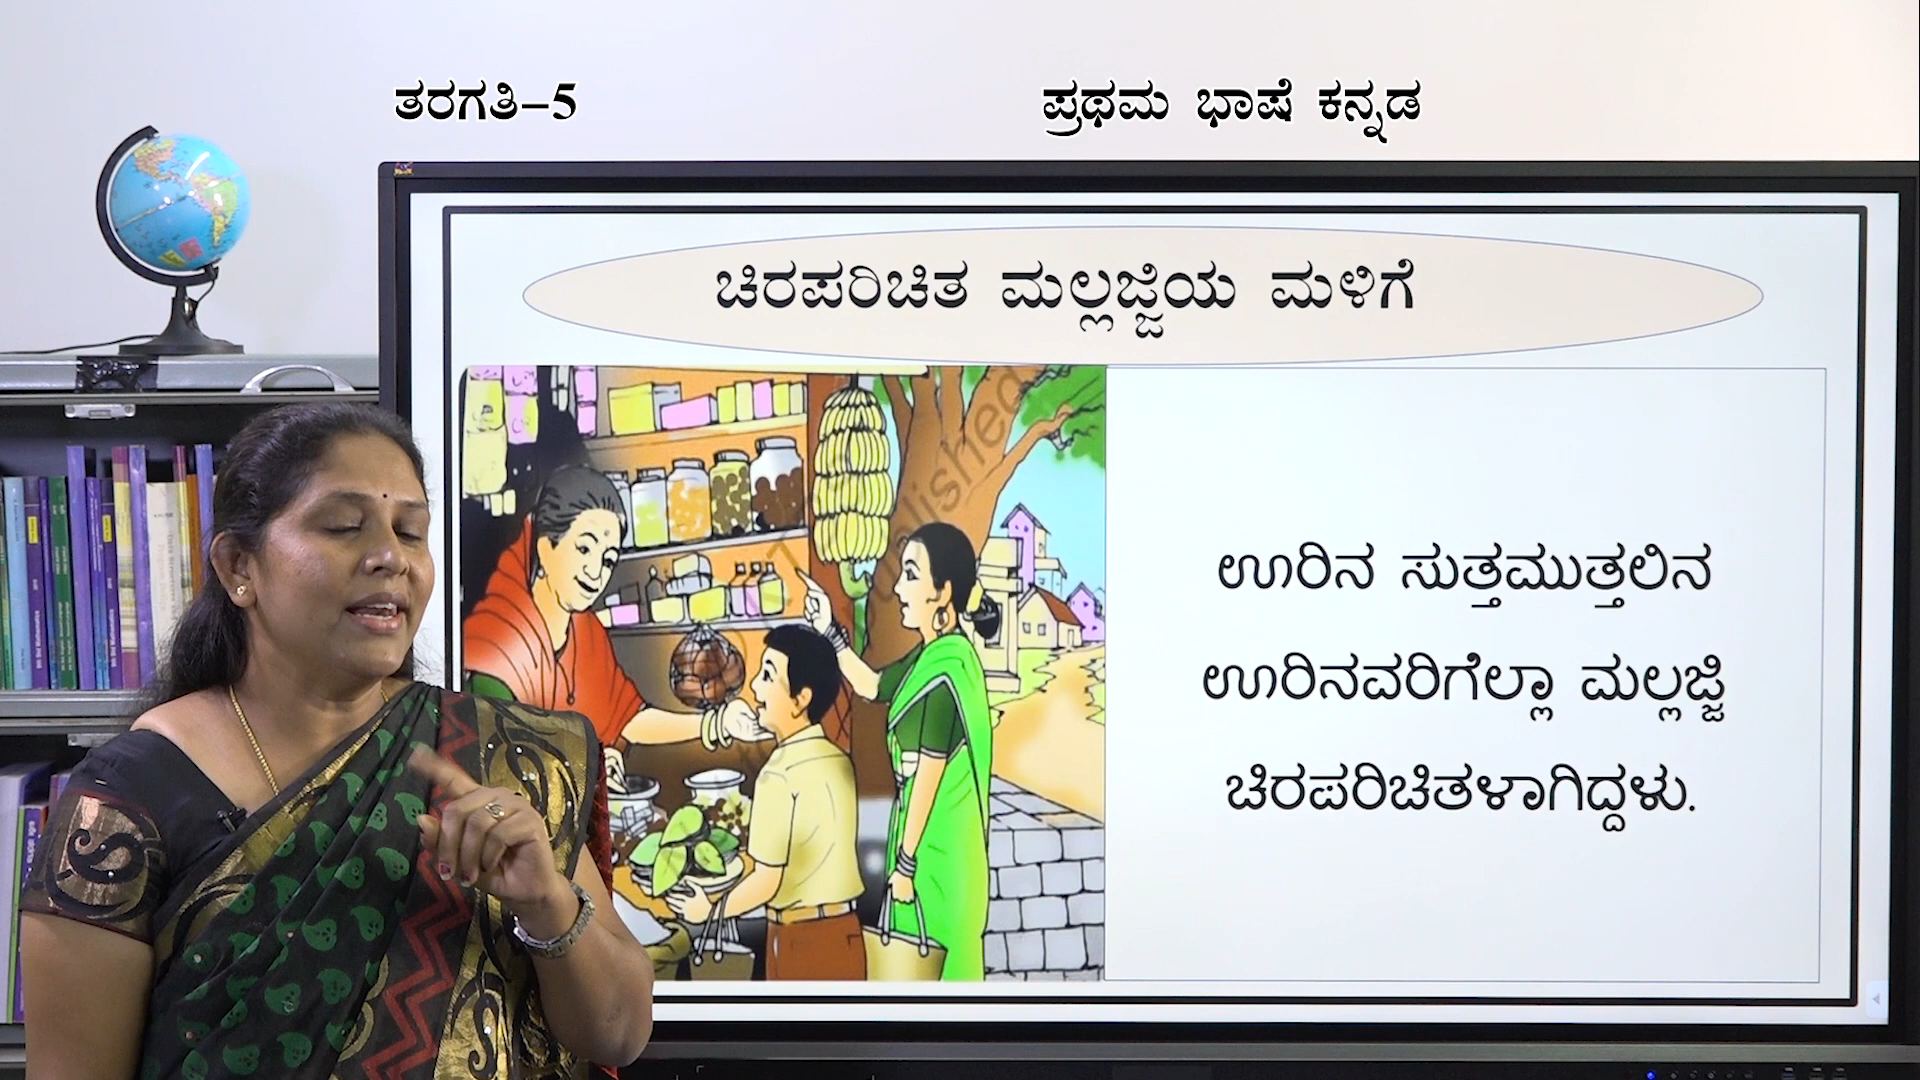 ತರಗತಿ–5
ಪ್ರಥಮ ಭಾಷೆ ಕನ್ನಡ
ಚಿರಪರಿಚಿತ ಮಲ್ಲಜ್ಜಿಯ ಮಳಿಗೆ
ಊರಿನ ಸುತ್ತಮುತ್ತಲಿನ
ಊರಿನವರಿಗೆಲ್ಲಾ ಮಲ್ಲಜ್ಜಿ
ಚಿರಪರಿಚಿತಳಾಗಿದ್ದಳು.